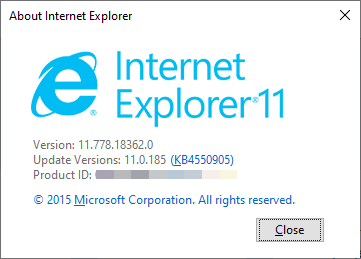 About Internet Explorer
Internet
Explorer®11
Version: 11.778.18362.0
Update Versions: 11.0.185 (KB4550905)
Product ID:
© 2015 Microsoft Corporation. All rights reserved.
Close